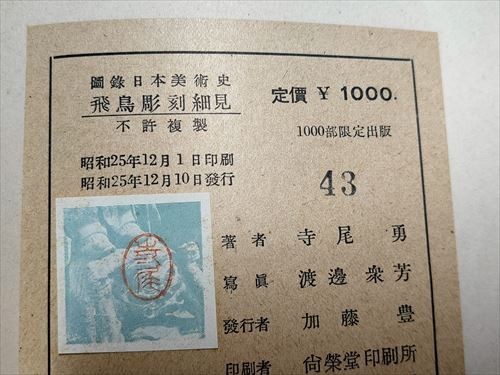 圖錄日本美術史
飛鳥彫刻細見
不許複製
定價 ¥ 1000.
1000部限定出版
昭和25年12月1日印刷
昭和25年12月10日發行
43
著者 寺尾勇
寫眞 渡邊衆芳
發行者 加藤豊
印刷者 尙榮堂印刷所